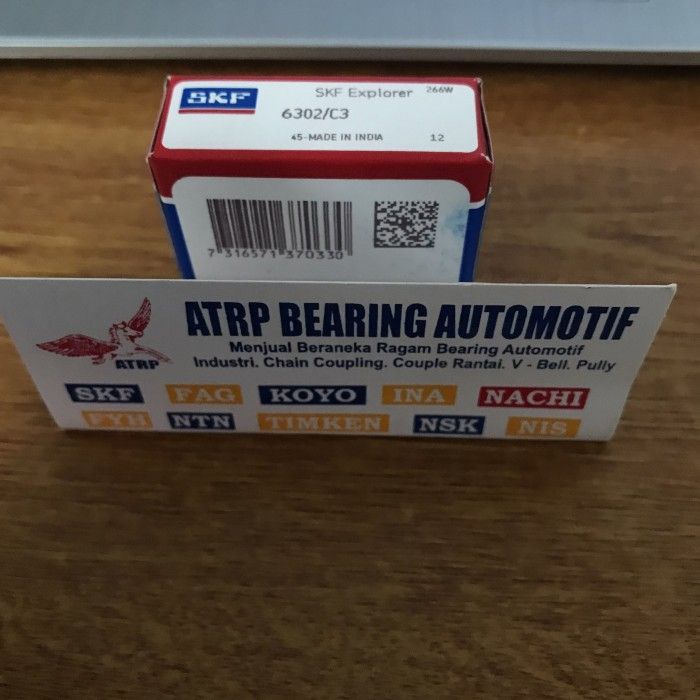 SKF
SKF Explorer 266W
6302/C3
45-MADE IN INDIA 12
7 316571 370330
ATRP BEARING AUTOMOTIF
Menjual Beraneka Ragam Bearing Automotif
Industri. Chain Coupling. Couple Rantai. V - Bell. Pully
ATRP
SKF FAG KOYO INA NACHI
FYH NTN TIMKEN NSK NIS